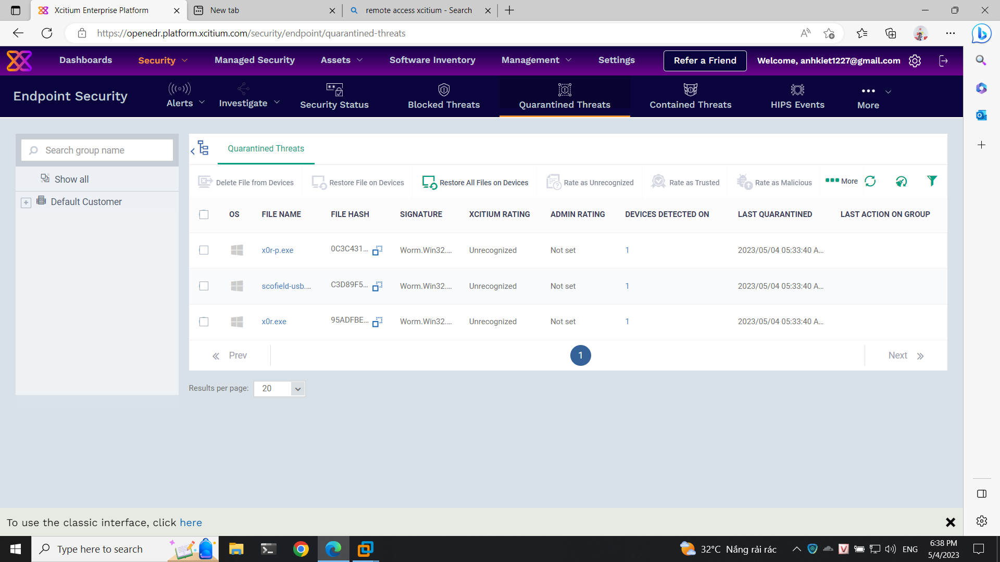 Xcitium Enterprise Platform
New tab
remote access xcitium - Search
https://openedr.platform.xcitium.com/security/endpoint/quarantined-threats
Dashboards
Security
Managed Security
Assets
Software Inventory
Management
Settings
Refer a Friend
Welcome, anhkiet1227@gmail.com
Endpoint Security
Alerts
Investigate
Security Status
Blocked Threats
Quarantined Threats
Contained Threats
HIPS Events
More
Search group name
Show all
Default Customer
Quarantined Threats
Delete File from Devices
Restore File on Devices
Restore All Files on Devices
Rate as Unrecognized
Rate as Trusted
Rate as Malicious
More
OS FILE NAME FILE HASH SIGNATURE XCITIUM RATING ADMIN RATING DEVICES DETECTED ON LAST QUARANTINED LAST ACTION ON GROUP
x0r-p.exe 0C3C431... Worm.Win32.... Unrecognized Not set 1 2023/05/04 05:33:40 A...
scofield-usb.... C3D89F5... Worm.Win32.... Unrecognized Not set 1 2023/05/04 05:33:40 A...
x0r.exe 95ADFBE... Worm.Win32.... Unrecognized Not set 1 2023/05/04 05:33:40 A...
Prev
1
Next
Results per page: 20
To use the classic interface, click here
Type here to search
32°C Nắng rải rác
ENG
6:38 PM
5/4/2023